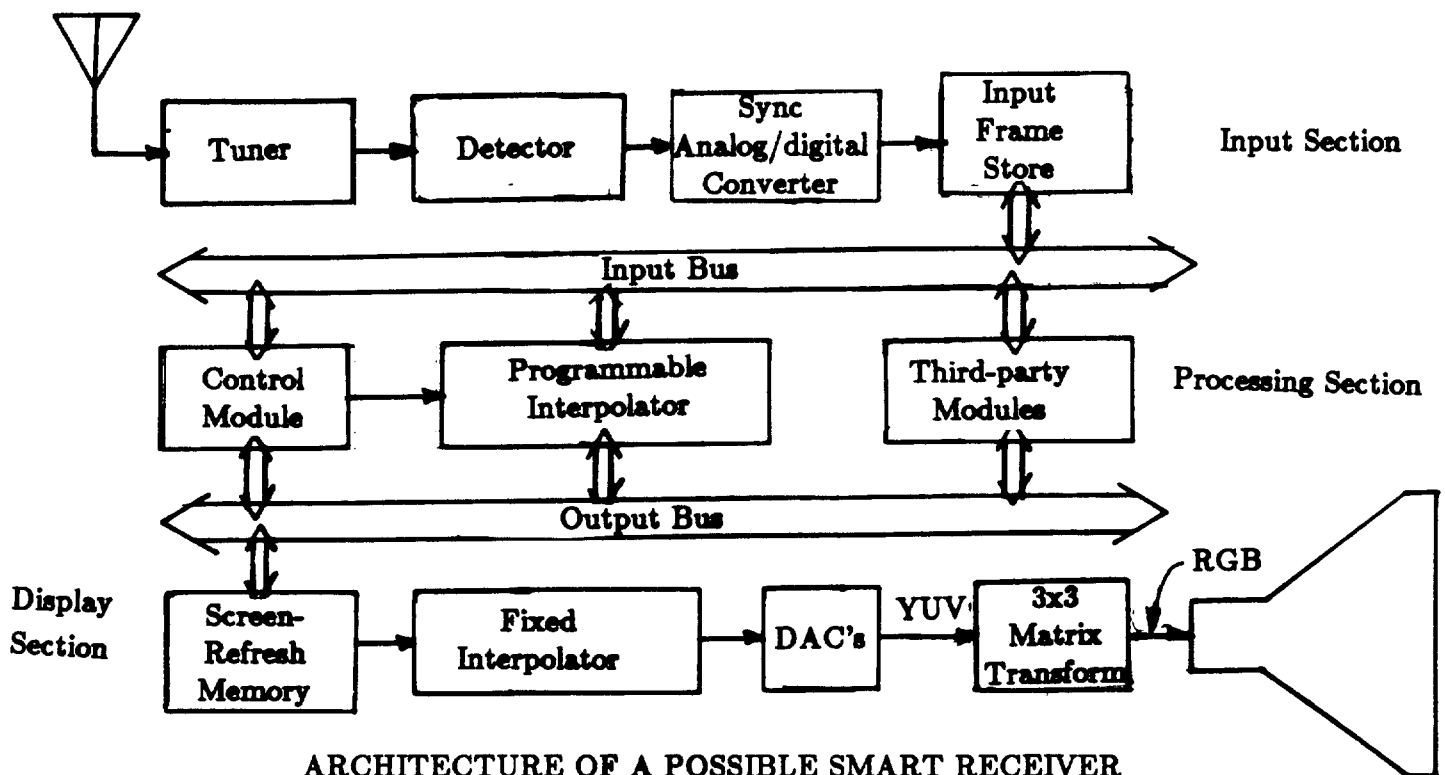 Tuner
Detector
Sync
Analog/digital
Converter
Input
Frame
Store
Input Section
Input Bus
Control
Module
Programmable
Interpolator
Third-party
Modules
Processing Section
Output Bus
Display
Section
Screen-
Refresh
Memory
Fixed
Interpolator
DAC's
YUV
3x3
Matrix
Transform
RGB
ARCHITECTURE OF A POSSIBLE SMART RECEIVER